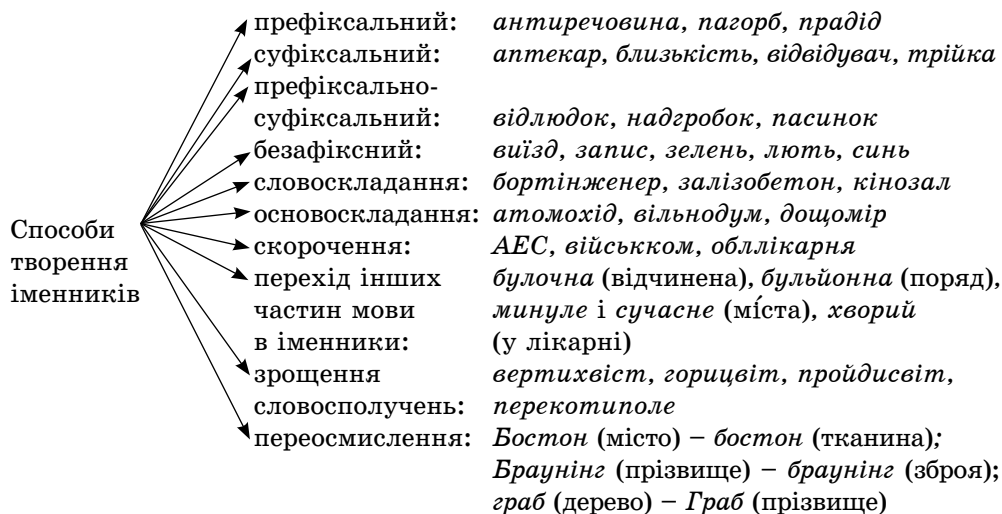 префіксальний: антиречовина, пагорб, прадід
суфіксальний: аптекар, близькість, відвідувач, трійка
префіксально-
суфіксальний: відлюдок, надгробок, пасинок
безафіксний: виїзд, запис, зелень, лють, синь
словоскладання: бортінженер, залізобетон, кінозал
основоскладання: атомохід, вільнодум, дощомір
Способи
творення
іменників
скорочення: АЕС, військком, обллікарня
перехід інших булочна (відчинена), бульйонна (поряд),
частин мови минуле і сучасне (мі́ста), хворий
в іменники: (у лікарні)
зрощення вертихвіст, горицвіт, пройдисвіт,
словосполучень: перекотиполе
переосмислення: Бостон (місто) – бостон (тканина);
Браунінг (прізвище) – браунінг (зброя);
граб (дерево) – Граб (прізвище)